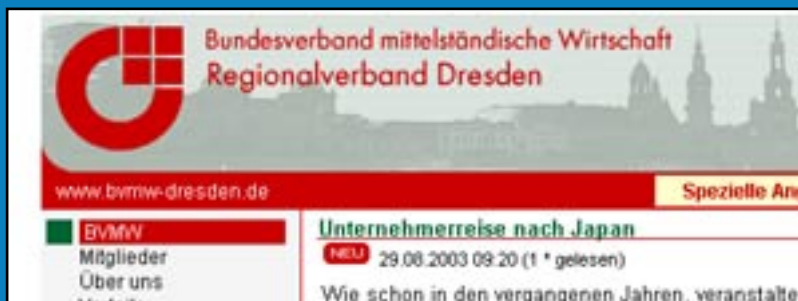 Bundesverband mittelständische Wirtschaft
Regionalverband Dresden
www.bvmw-dresden.de
Spezielle
BVMW
Mitglieder
Über uns
Unternehmerreise nach Japan
NEU 29.08.2003 09:20 (1 * gelesen)
Wie schon in den vergangenen Jahren, veranstalte